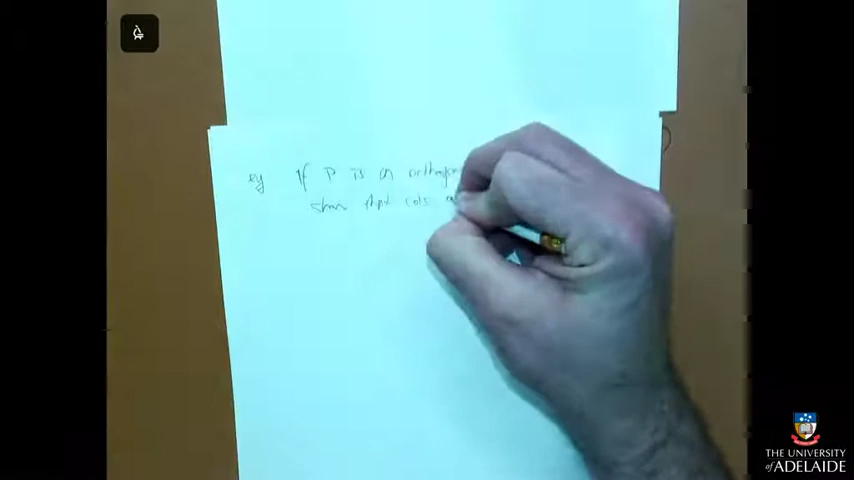 eg If P is an orthogon
show that cols
THE UNIVERSITY
of ADELAIDE